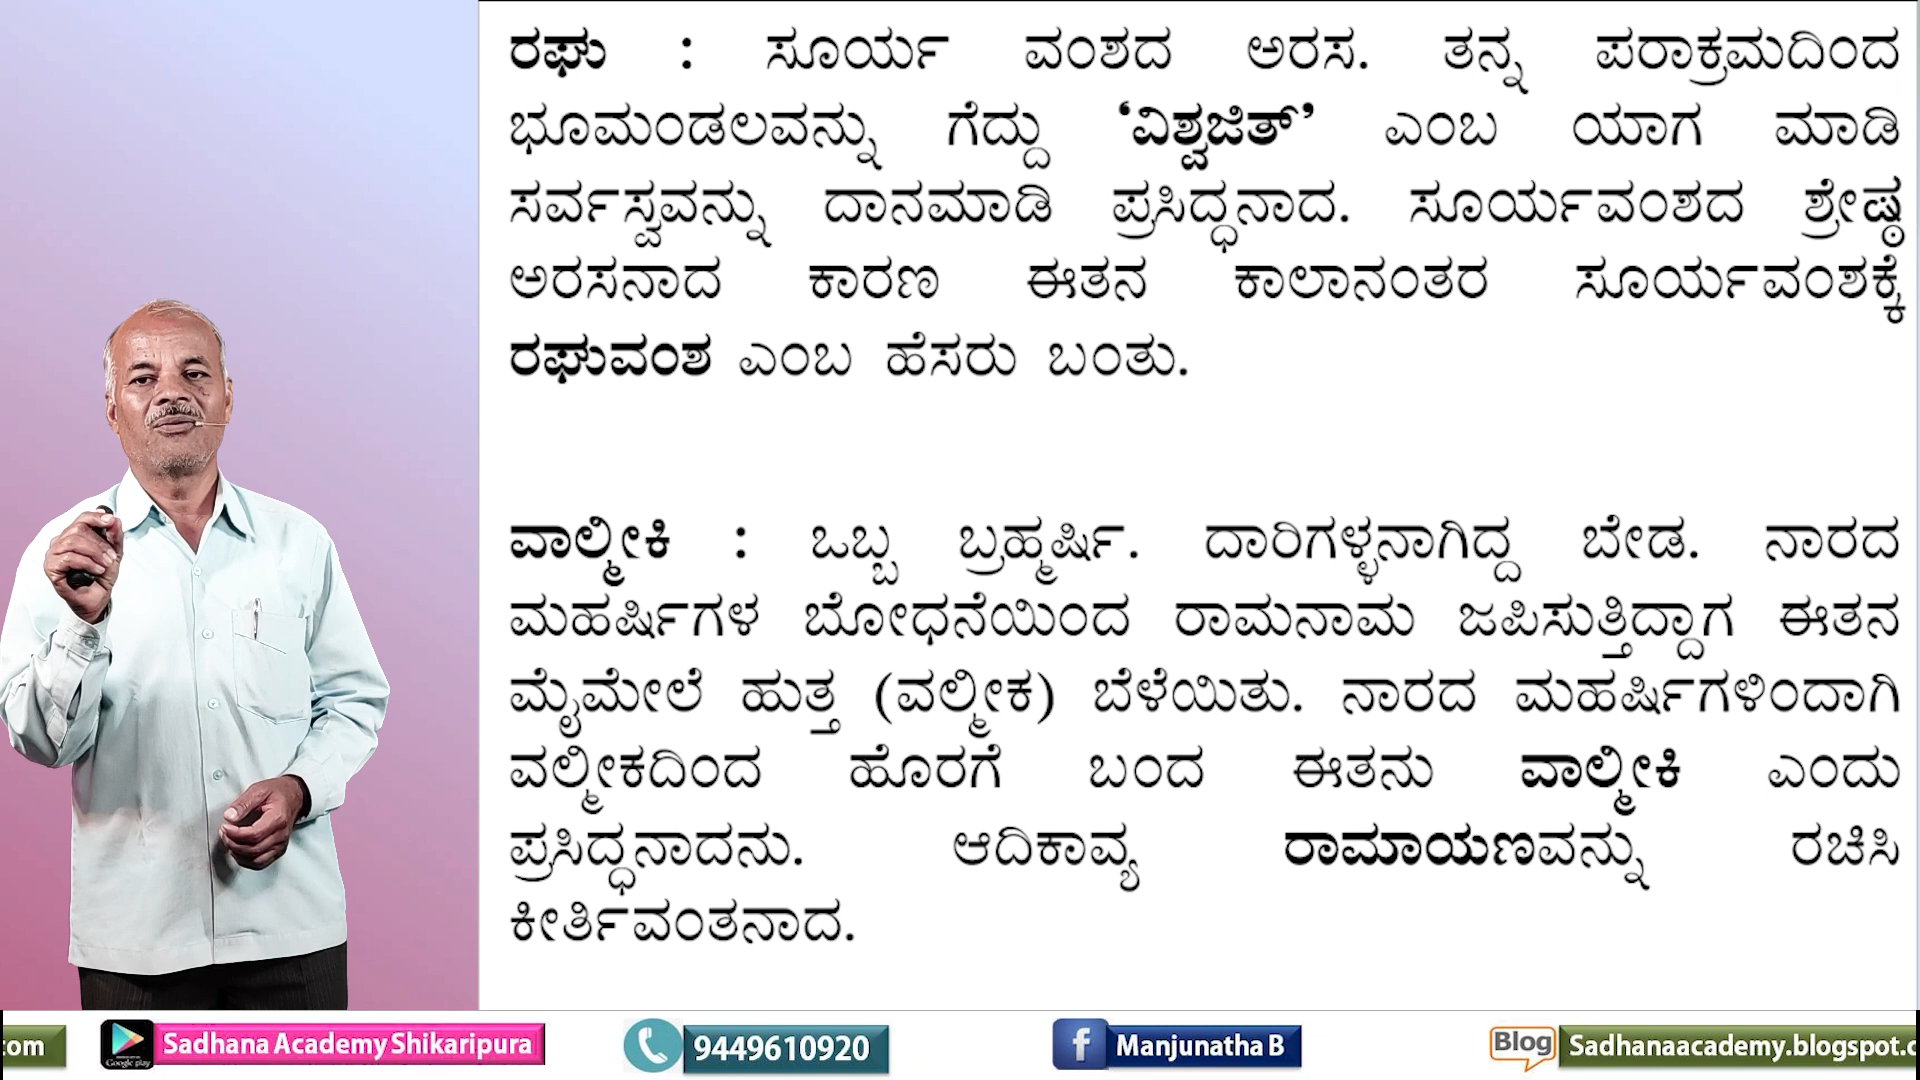 ರಘು : ಸೂರ್ಯ ವಂಶದ ಅರಸ. ತನ್ನ ಪರಾಕ್ರಮದಿಂದ
ಭೂಮಂಡಲವನ್ನು ಗೆದ್ದು ‘ವಿಶ್ವಜಿತ್’ ಎಂಬ ಯಾಗ ಮಾಡಿ
ಸರ್ವಸ್ವವನ್ನು ದಾನಮಾಡಿ ಪ್ರಸಿದ್ಧನಾದ. ಸೂರ್ಯವಂಶದ ಶ್ರೇಷ್ಠ
ಅರಸನಾದ ಕಾರಣ ಈತನ ಕಾಲಾನಂತರ ಸೂರ್ಯವಂಶಕ್ಕೆ
ರಘುವಂಶ ಎಂಬ ಹೆಸರು ಬಂತು.
ವಾಲ್ಮೀಕಿ : ಒಬ್ಬ ಬ್ರಹ್ಮರ್ಷಿ. ದಾರಿಗಳ್ಳನಾಗಿದ್ದ ಬೇಡ. ನಾರದ
ಮಹರ್ಷಿಗಳ ಬೋಧನೆಯಿಂದ ರಾಮನಾಮ ಜಪಿಸುತ್ತಿದ್ದಾಗ ಈತನ
ಮೈಮೇಲೆ ಹುತ್ತ (ವಲ್ಮೀಕ) ಬೆಳೆಯಿತು. ನಾರದ ಮಹರ್ಷಿಗಳಿಂದಾಗಿ
ವಲ್ಮೀಕದಿಂದ ಹೊರಗೆ ಬಂದ ಈತನು ವಾಲ್ಮೀಕಿ ಎಂದು
ಪ್ರಸಿದ್ಧನಾದನು. ಆದಿಕಾವ್ಯ ರಾಮಾಯಣವನ್ನು ರಚಿಸಿ
ಕೀರ್ತಿವಂತನಾದ.
com Sadhana Academy Shikaripura 9449610920 f Manjunatha B Blog Sadhanaacademy.blogspot.c
Google play